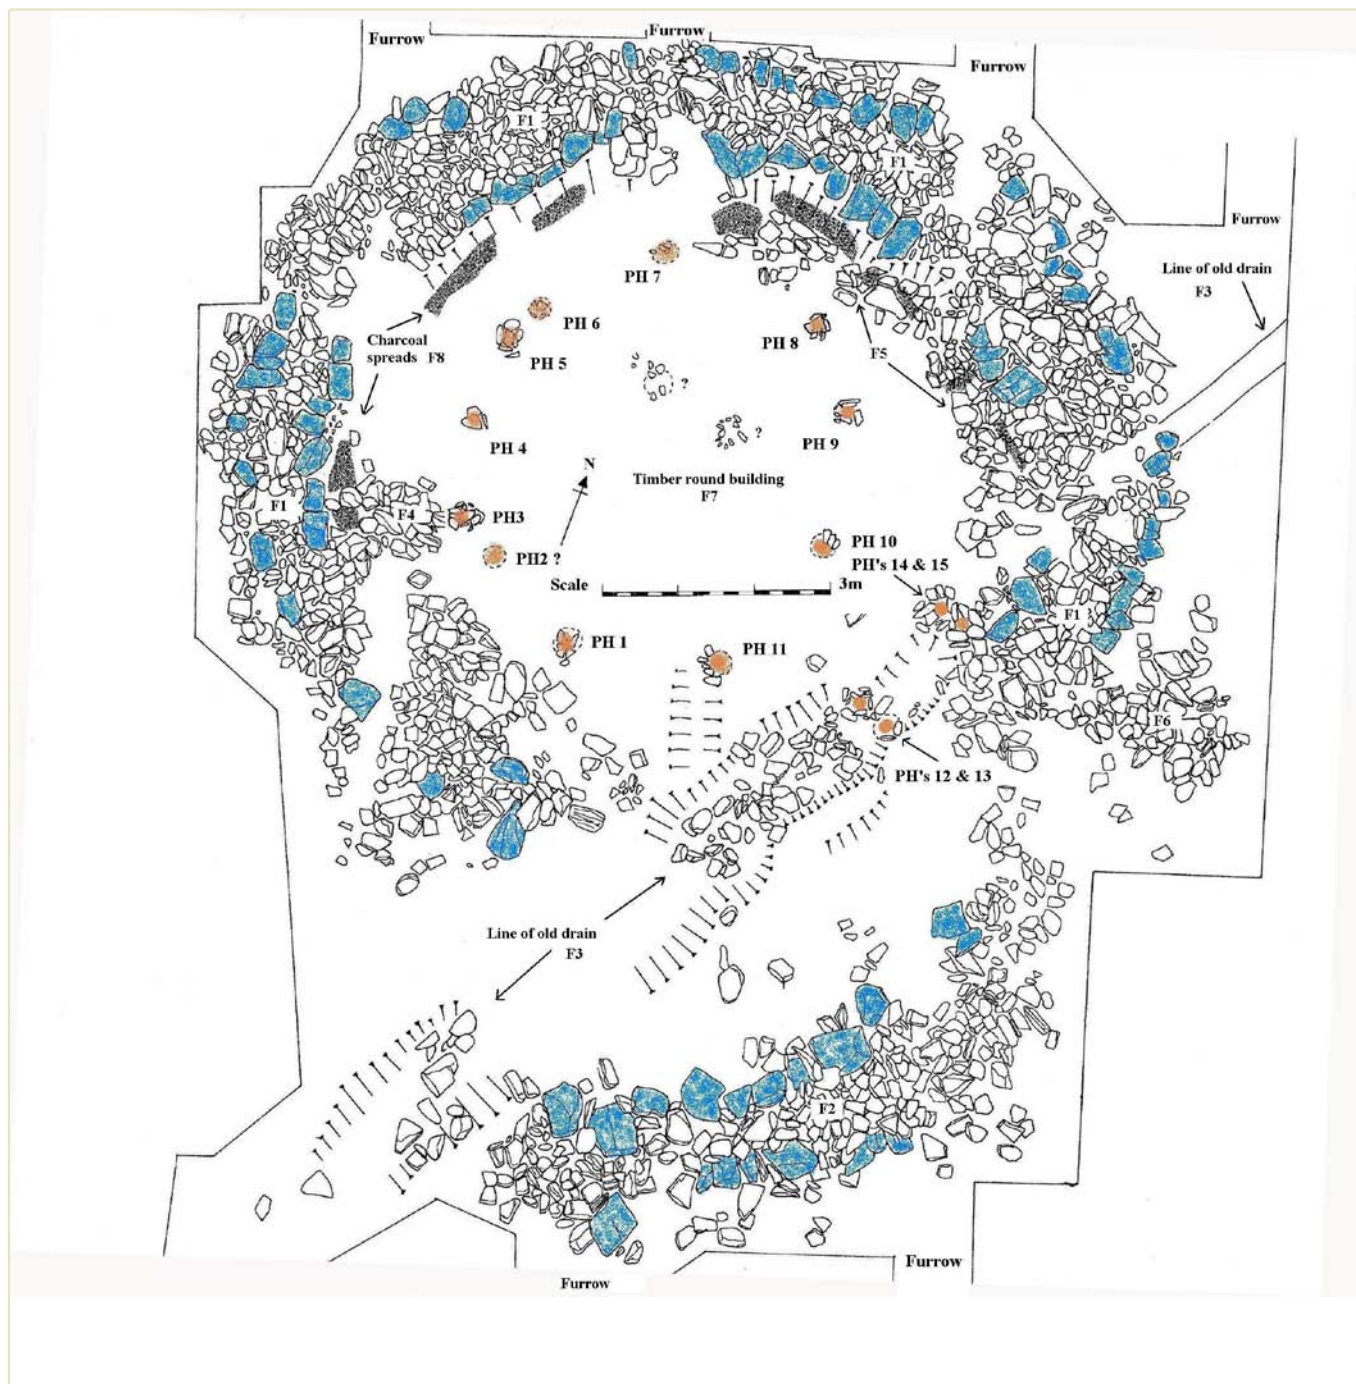 Furrow
Furrow
Furrow
F1
F1
Furrow
Line of old drain
F3
PH 7
PH 6
PH 5
PH 8
Charcoal
spreads F8
F5
?
?
PH 4
PH 9
N
Timber round building
F7
F1
F4
PH3
PH2 ?
PH 10
PH's 14 & 15
Scale
3m
F1
PH 1
PH 11
F6
PH's 12 & 13
Line of old drain
F3
F2
Furrow
Furrow